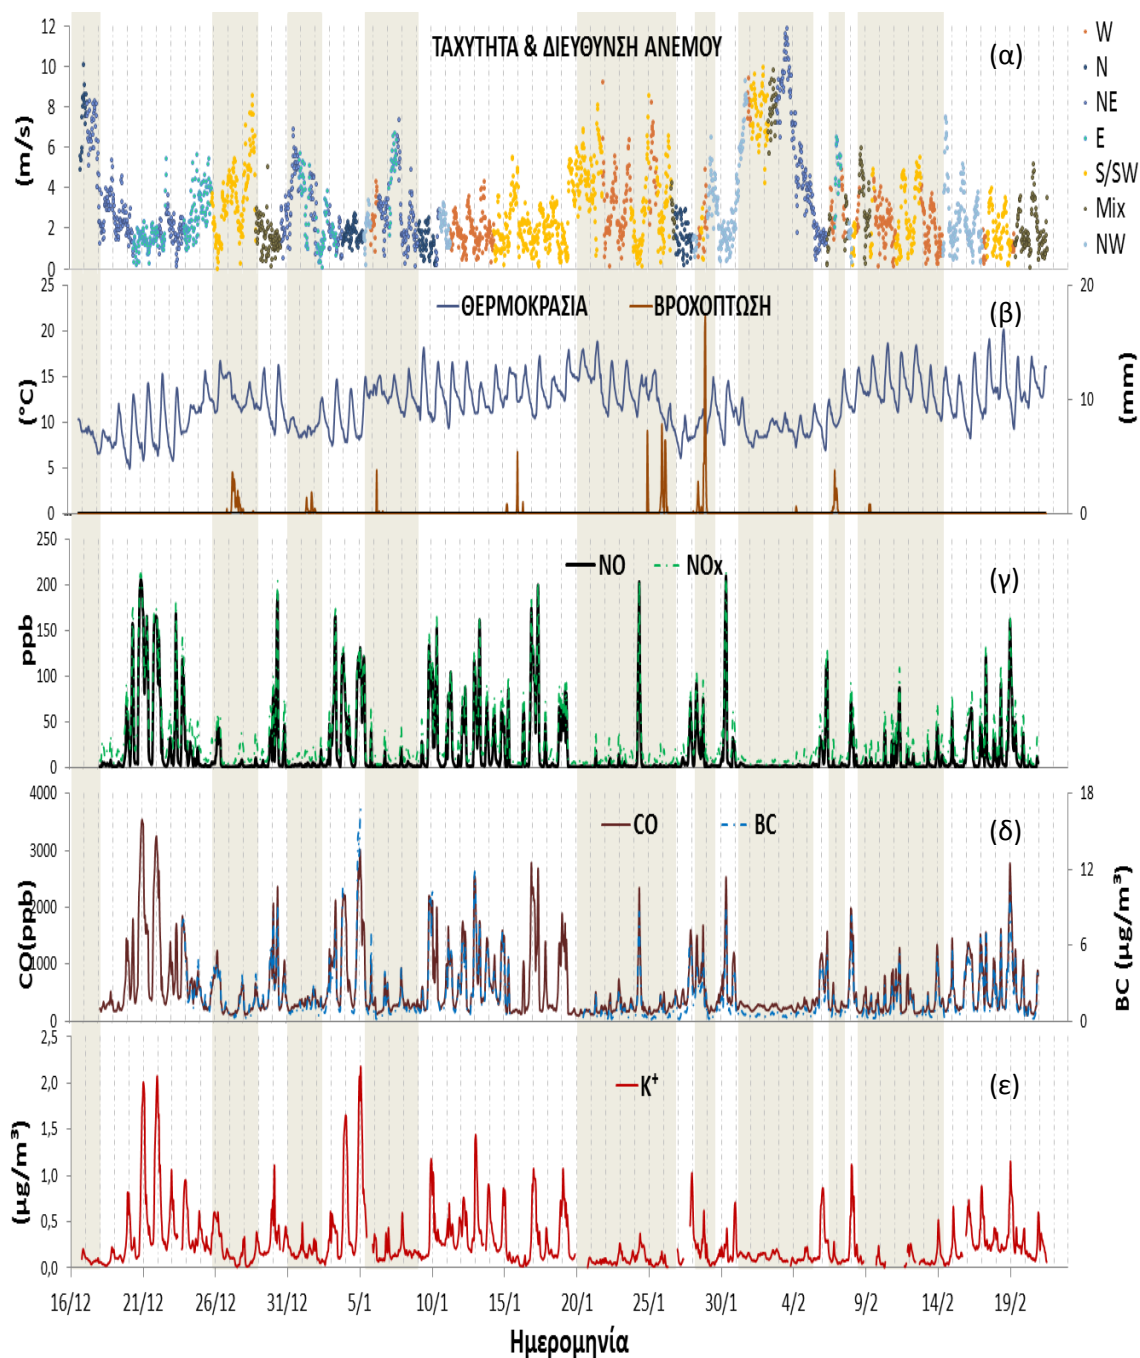 ΤΑΧΥΤΗΤΑ & ΔΙΕΥΘΥΝΣΗ ΑΝΕΜΟΥ
(α)
12
10
8
6
4
2
0
(m/s)
W
N
NE
E
S/SW
Mix
NW
ΘΕΡΜΟΚΡΑΣΙΑ
ΒΡΟΧΟΠΤΩΣΗ
(β)
25
20
15
10
5
0
(°C)
20
10
0
(mm)
NO
NOx
(γ)
250
200
150
100
50
0
ppb
CO
BC
(δ)
4000
3000
2000
1000
0
CO(ppb)
18
12
6
0
BC (μg/m³)
K⁺
(ε)
2,5
2,0
1,5
1,0
0,5
0,0
(μg/m³)
16/12 21/12 26/12 31/12 5/1 10/1 15/1 20/1 25/1 30/1 4/2 9/2 14/2 19/2
Ημερομηνία